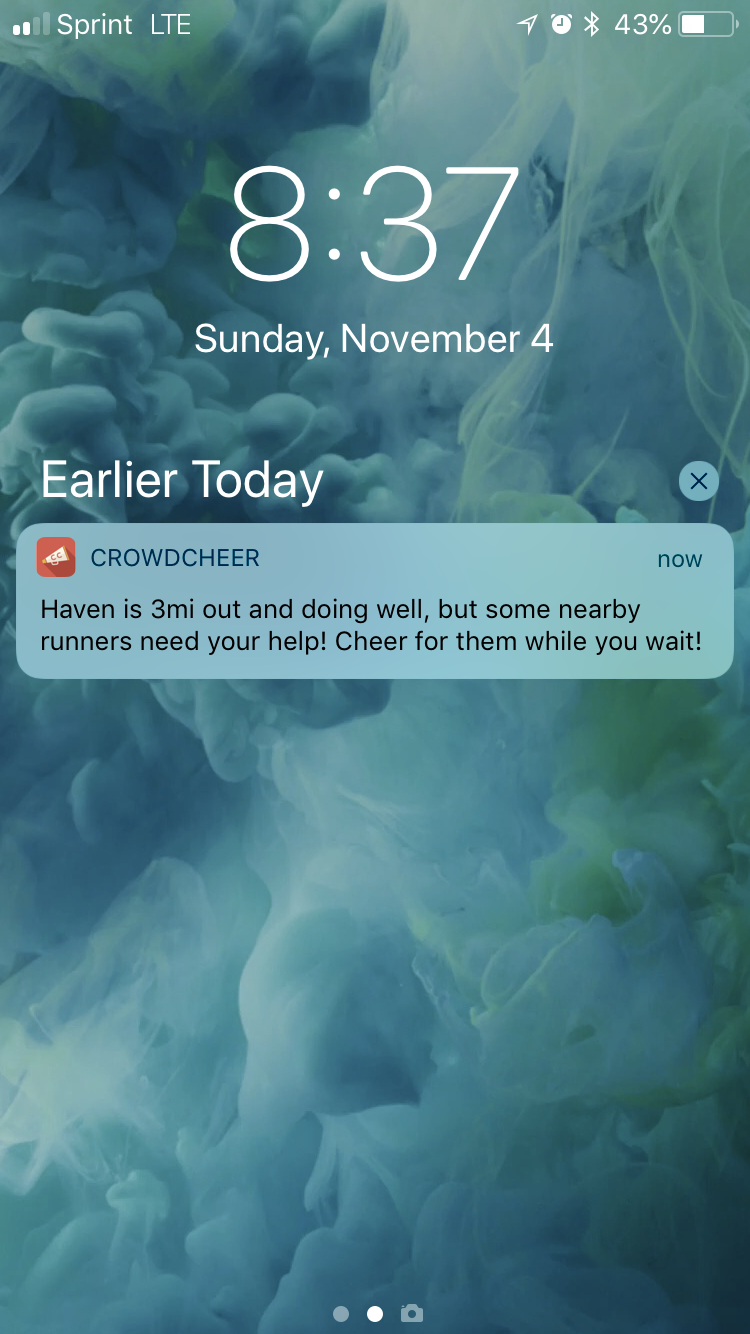 Sprint LTE 43%
8:37
Sunday, November 4
Earlier Today
CC
CROWDCHEER now
Haven is 3mi out and doing well, but some nearby
runners need your help! Cheer for them while you wait!